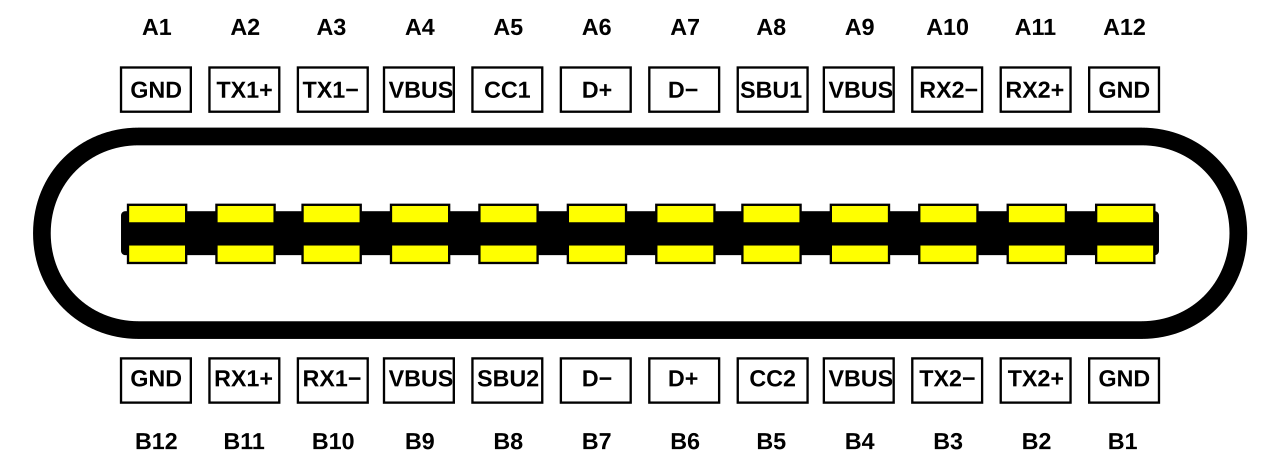 A1 A2 A3 A4 A5 A6 A7 A8 A9 A10 A11 A12
GND TX1+ TX1− VBUS CC1 D+ D− SBU1 VBUS RX2− RX2+ GND
GND RX1+ RX1− VBUS SBU2 D− D+ CC2 VBUS TX2− TX2+ GND
B12 B11 B10 B9 B8 B7 B6 B5 B4 B3 B2 B1